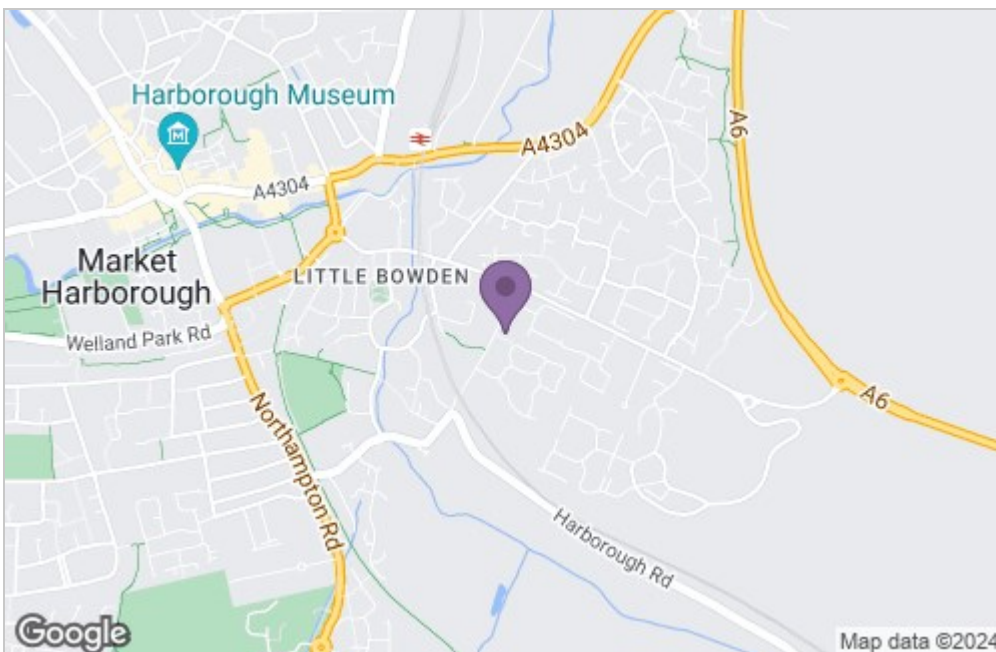 Harborough Museum
M
A4304
A4304
A6
Market
Harborough
LITTLE BOWDEN
Welland Park Rd
A6
Northampton Rd
Harborough Rd
Google
Map data ©2024